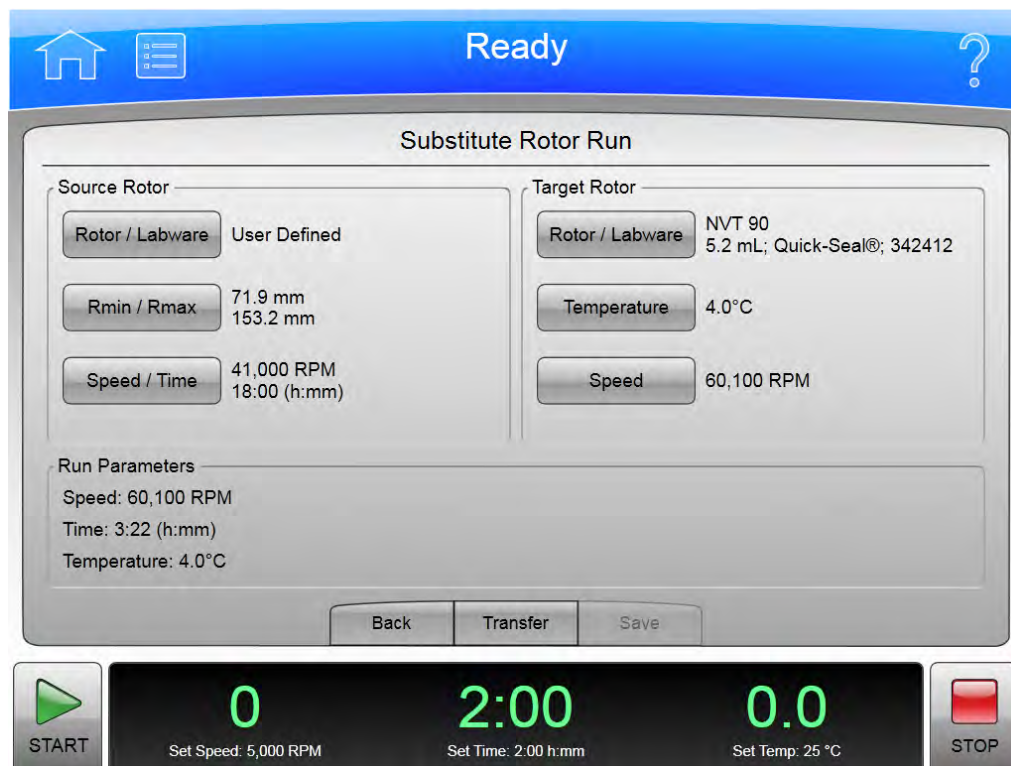 Ready
Substitute Rotor Run
Source Rotor
Rotor / Labware
User Defined
Rmin / Rmax
71.9 mm
153.2 mm
Speed / Time
41,000 RPM
18:00 (h:mm)
Target Rotor
Rotor / Labware
NVT 90
5.2 mL; Quick-Seal®; 342412
Temperature
4.0°C
Speed
60,100 RPM
Run Parameters
Speed: 60,100 RPM
Time: 3:22 (h:mm)
Temperature: 4.0°C
Back
Transfer
Save
START
0
Set Speed: 5,000 RPM
2:00
Set Time: 2:00 h:mm
0.0
Set Temp: 25 °C
STOP